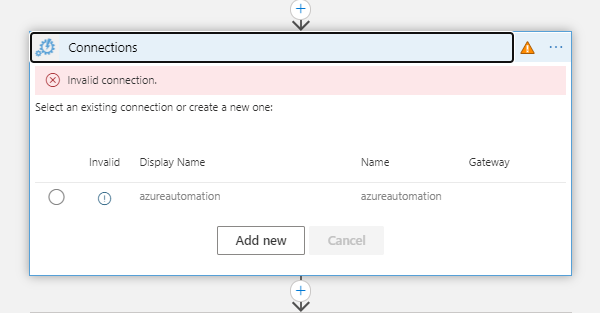 Connections
Invalid connection.
Select an existing connection or create a new one:
Invalid Display Name Name Gateway
azureautomation azureautomation
Add new Cancel